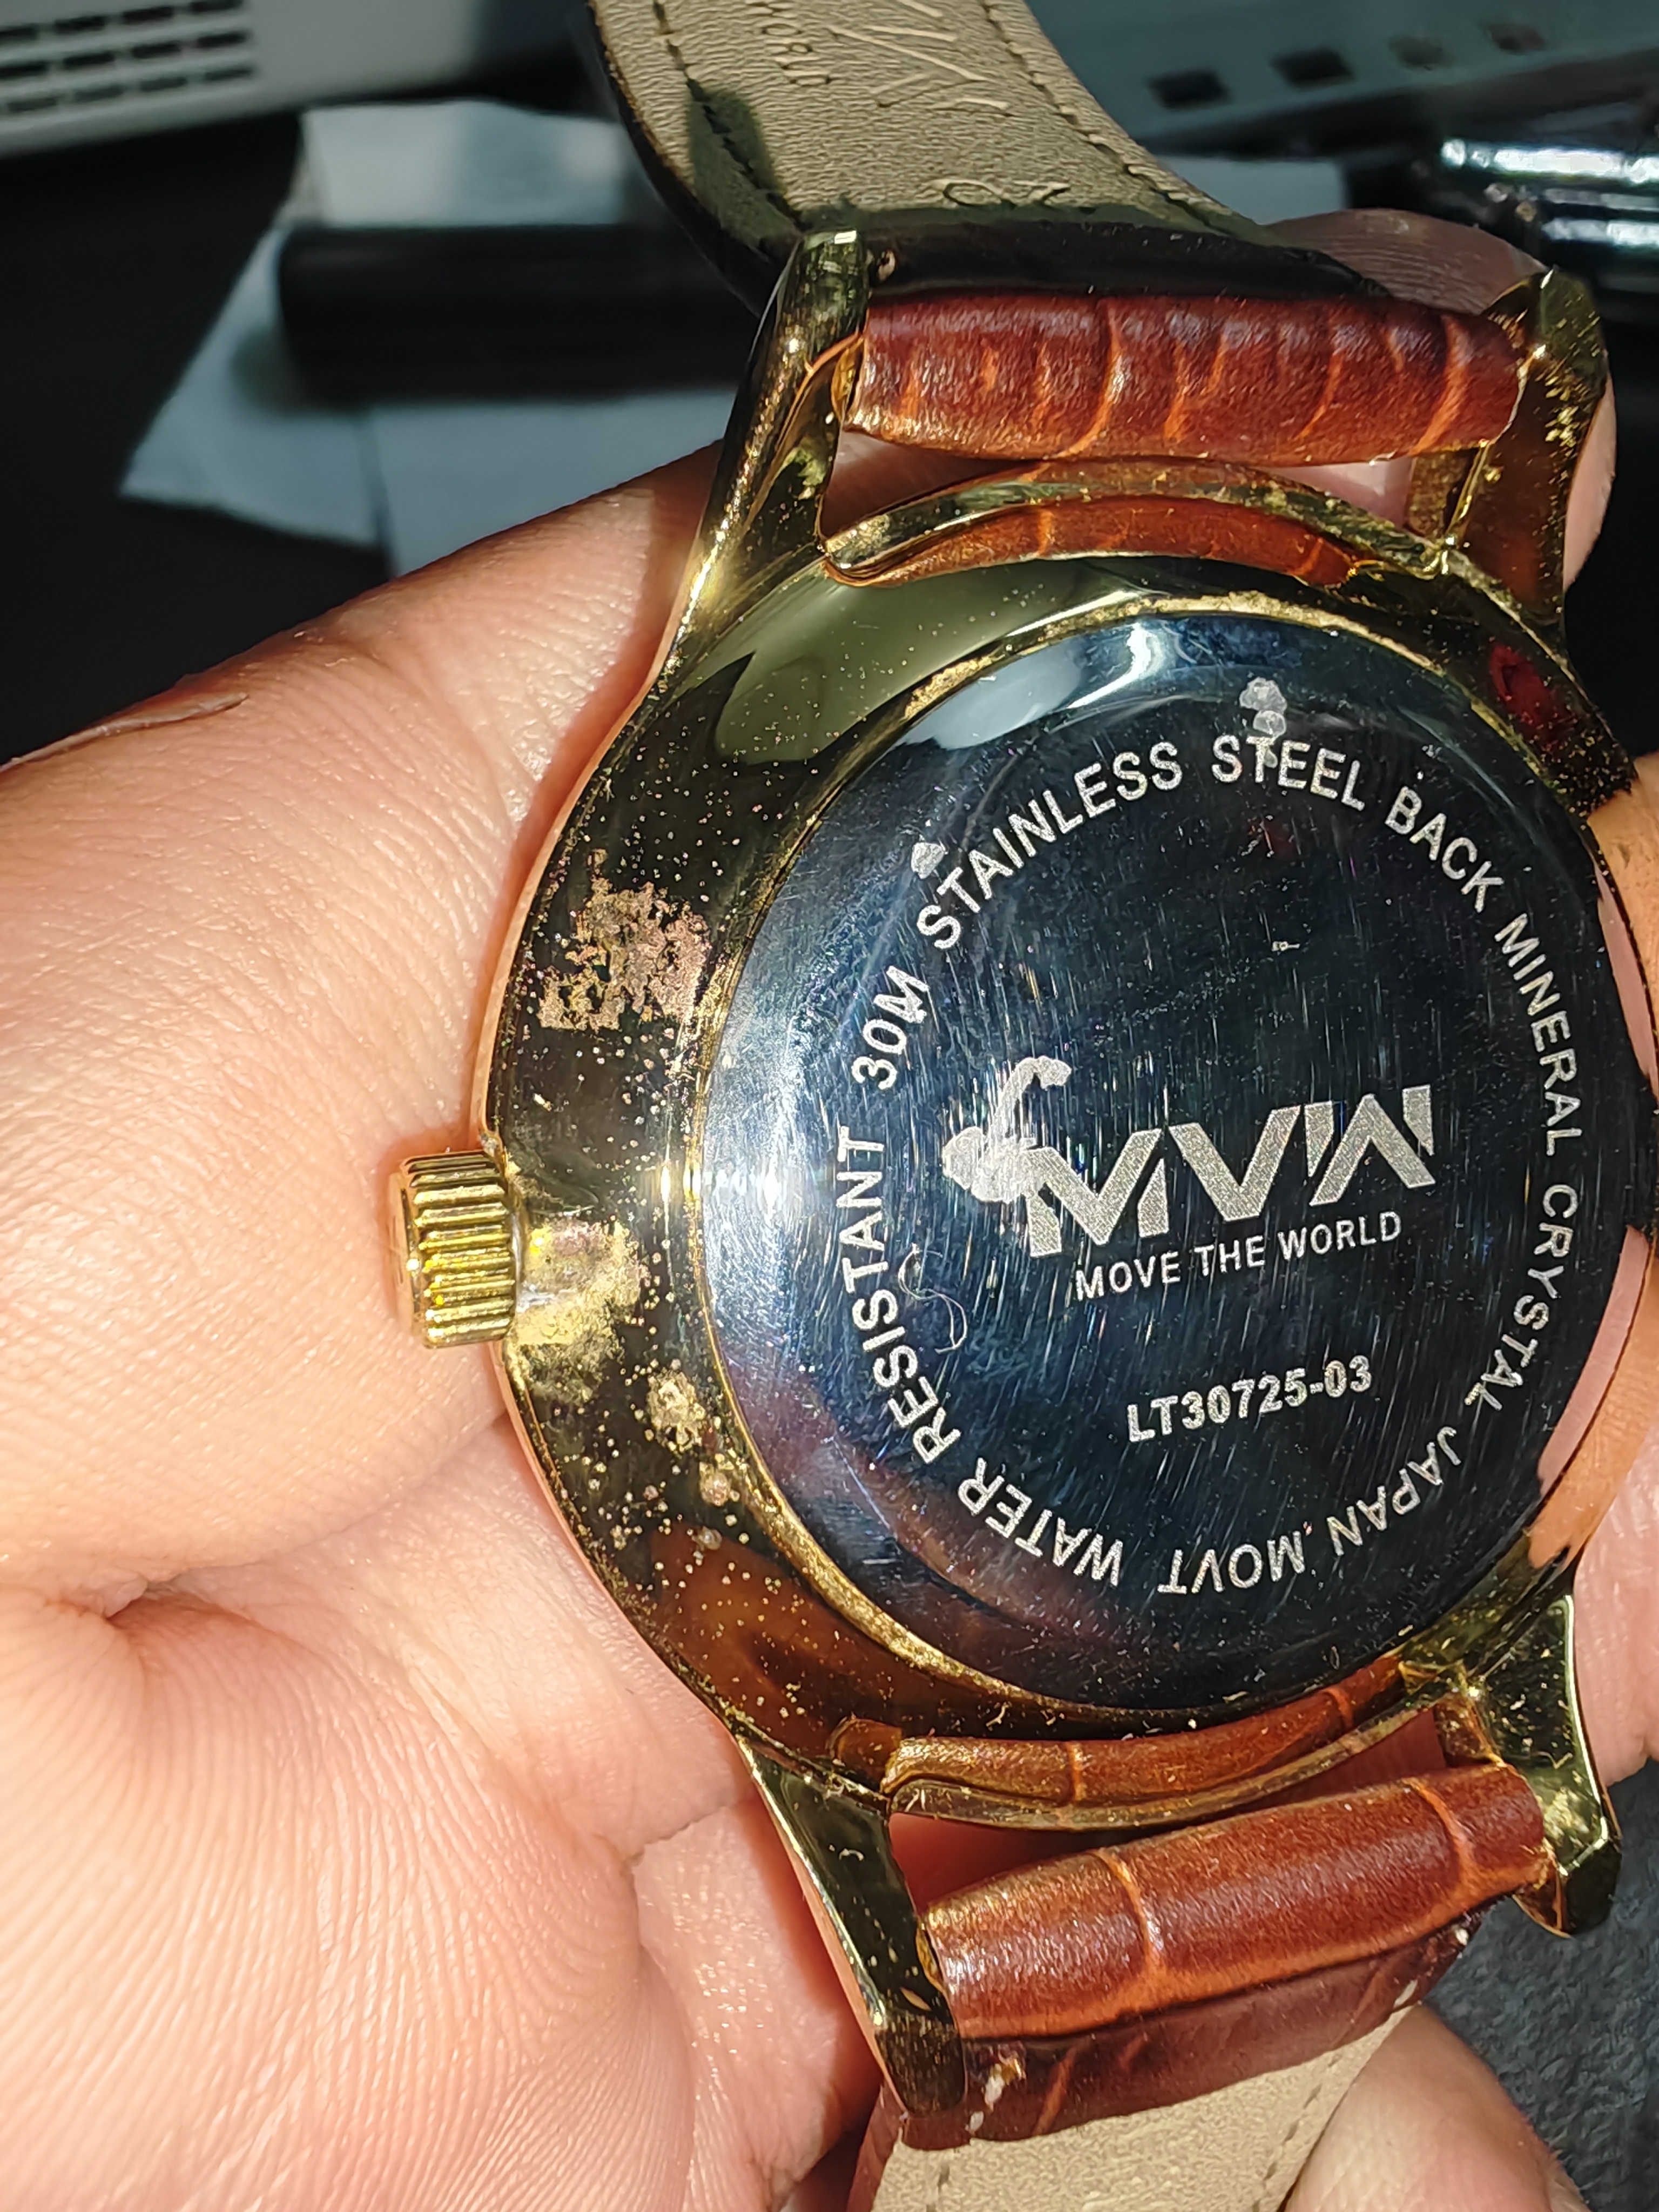 STAINLESS STEEL BACK MINERAL CRYSTAL JAPAN MOVT WATER RESISTANT 30M
MVW
MOVE THE WORLD
LT30725-03